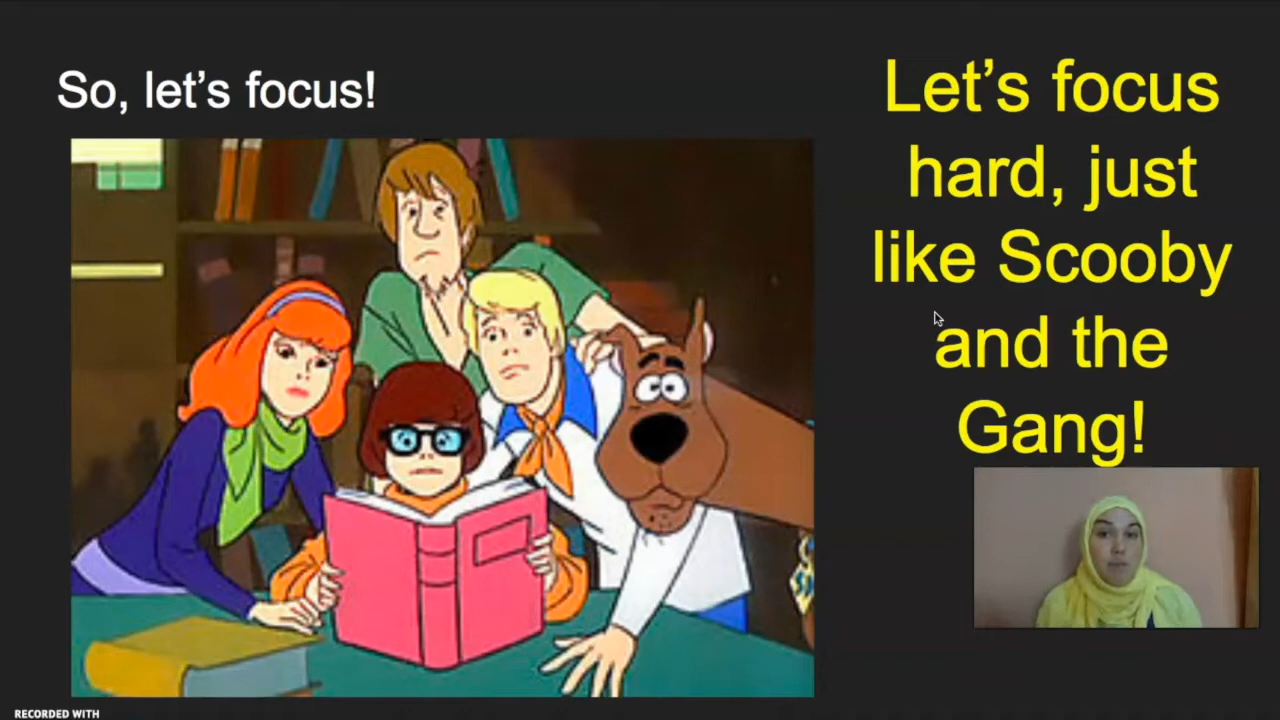 So, let’s focus!
Let’s focus
hard, just
like Scooby
and the
Gang!
RECORDED WITH